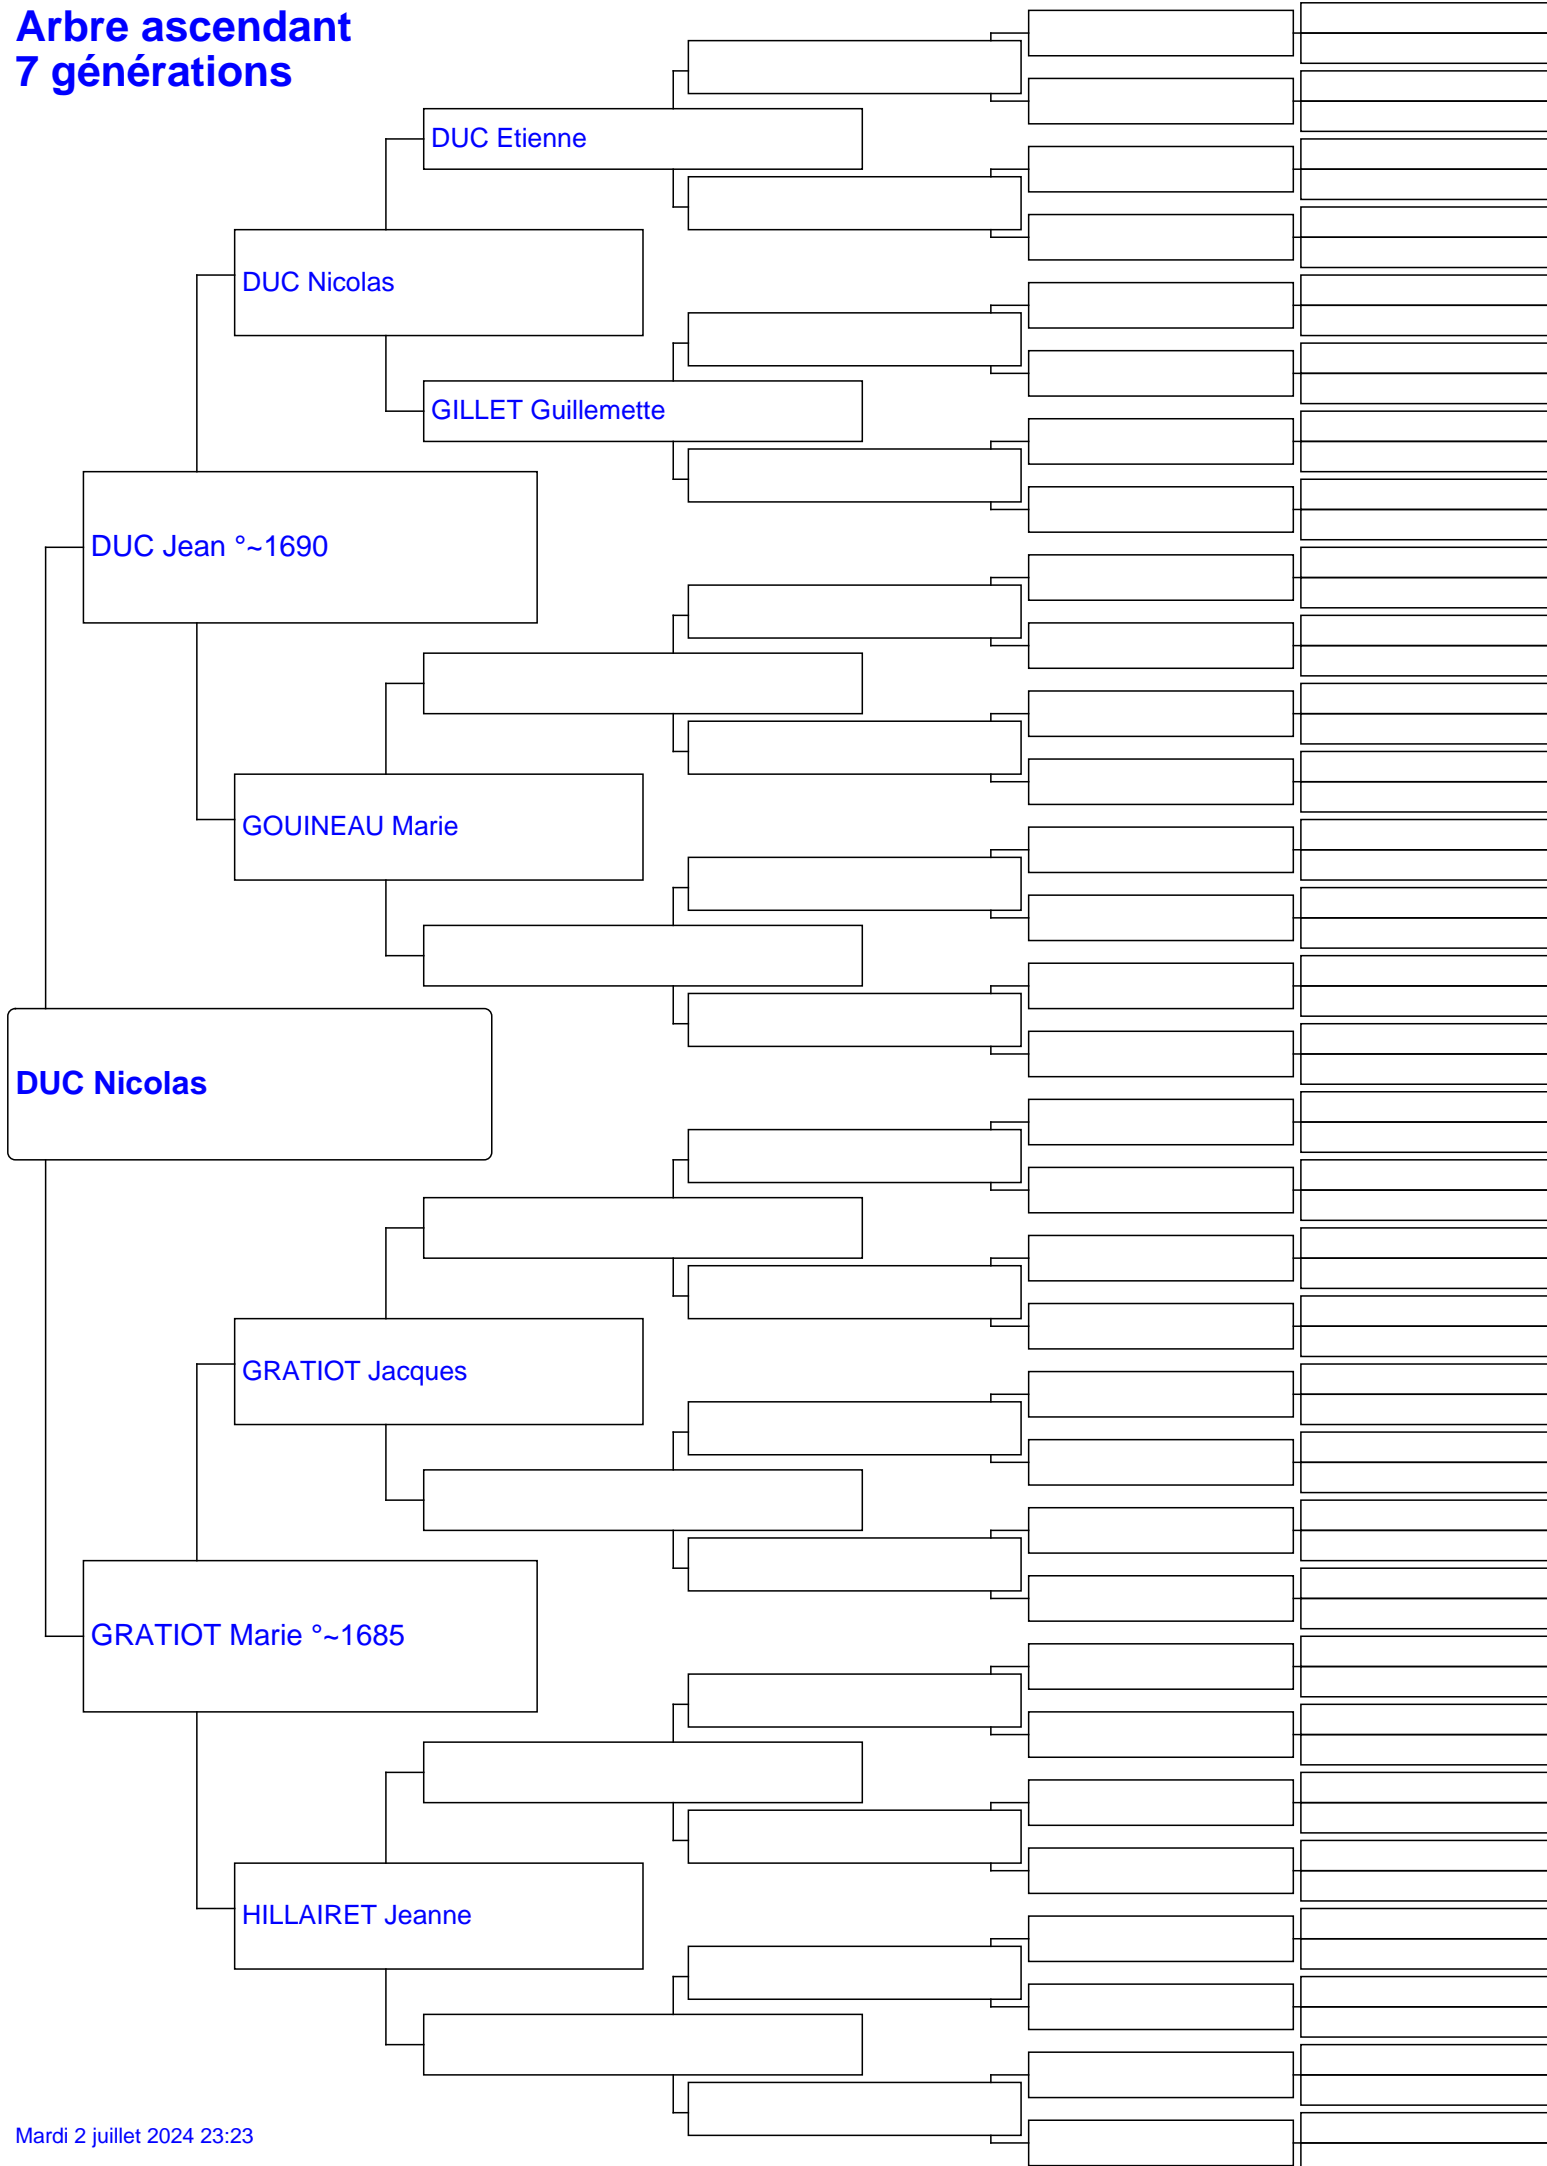 Arbre ascendant
7 générations
DUC Etienne
DUC Nicolas
GILLET Guillemette
DUC Jean °~1690
GOUINEAU Marie
DUC Nicolas
GRATIOT Jacques
GRATIOT Marie °~1685
HILLAIRET Jeanne
Mardi 2 juillet 2024 23:23